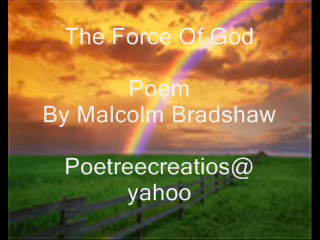 The Force Of God
Poem
By Malcolm Bradshaw
Poetreecreatios@
yahoo